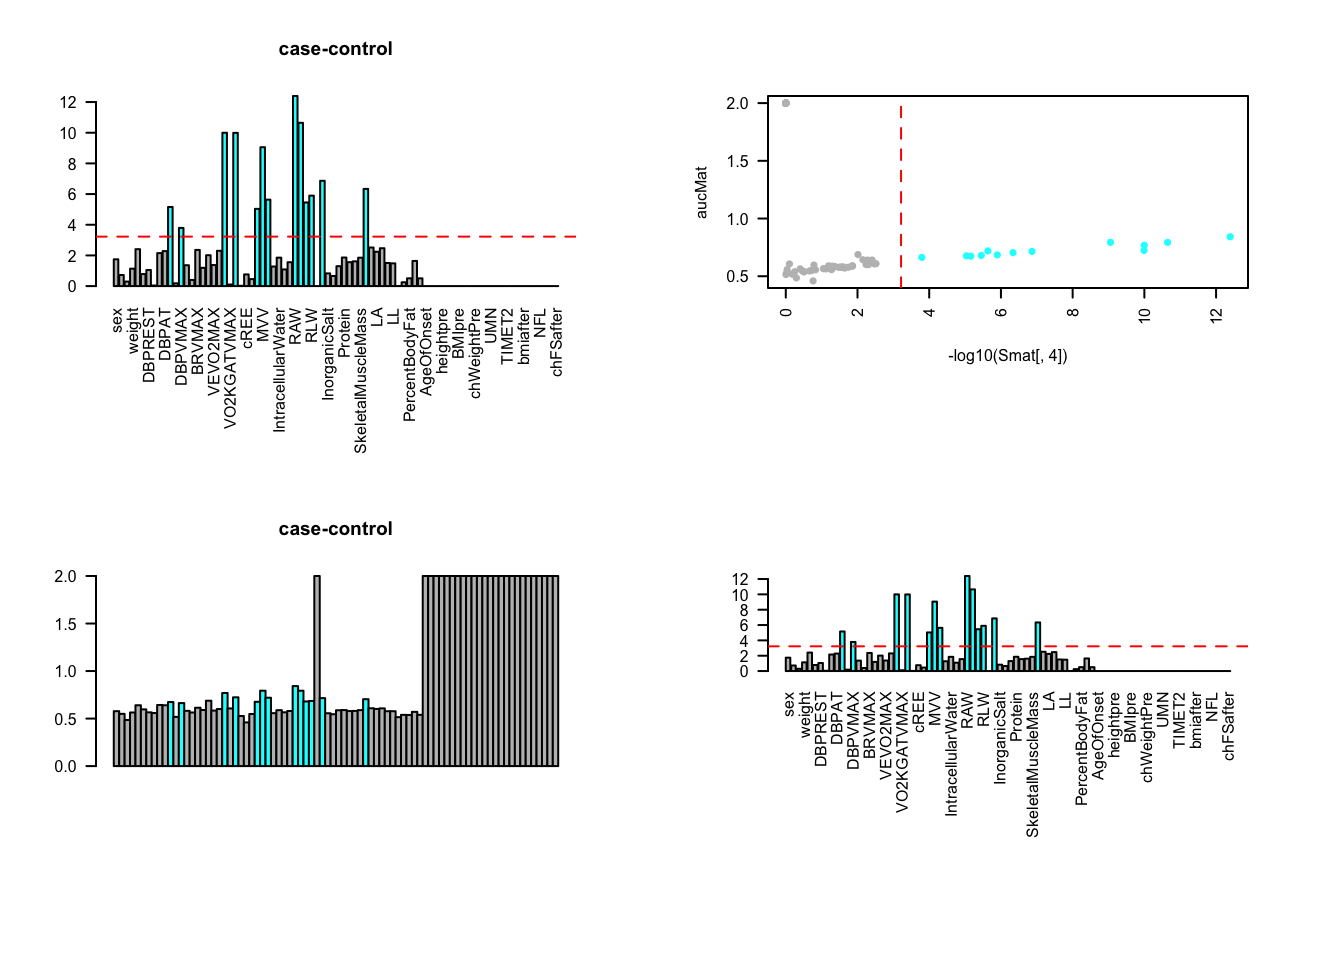 case-control
12
10
8
6
4
2
0
sex
weight
DBPREST
DBPAT
DBPVMAX
BRVMAX
VEVO2MAX
VO2KGATVMAX
cREE
MVV
IntracellularWater
RAW
RLW
InorganicSalt
Protein
SkeletalMuscleMass
LA
LL
PercentBodyFat
AgeOfOnset
heightpre
BMIpre
chWeightPre
UMN
TIMET2
bmiafter
NFL
chFSafter
aucMat
2.0
1.5
1.0
0.5
0 2 4 6 8 10 12
-log10(Smat[, 4])
case-control
2.0
1.5
1.0
0.5
0.0
12
10
8
6
4
2
0
sex
weight
DBPREST
DBPAT
DBPVMAX
BRVMAX
VEVO2MAX
VO2KGATVMAX
cREE
MVV
IntracellularWater
RAW
RLW
InorganicSalt
Protein
SkeletalMuscleMass
LA
LL
PercentBodyFat
AgeOfOnset
heightpre
BMIpre
chWeightPre
UMN
TIMET2
bmiafter
NFL
chFSafter